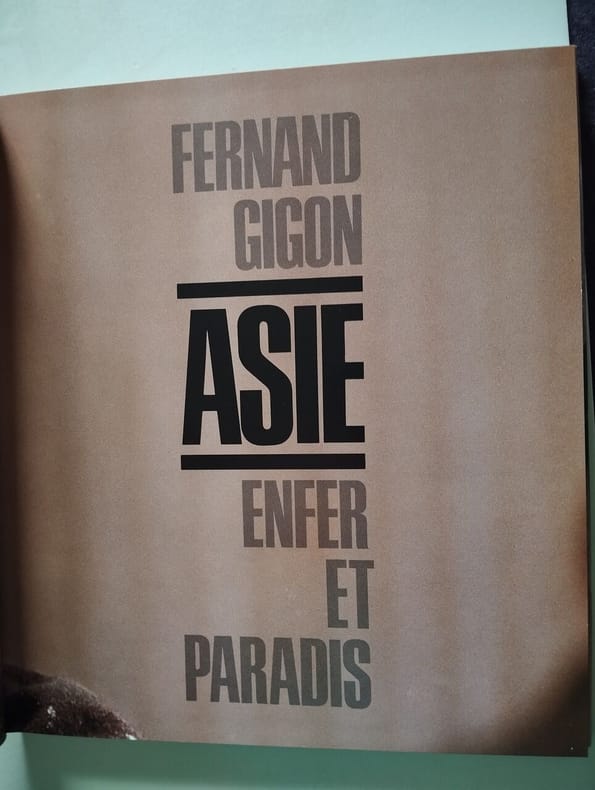 FERNAND
GIGON
ASIE
ENFER
ET
PARADIS